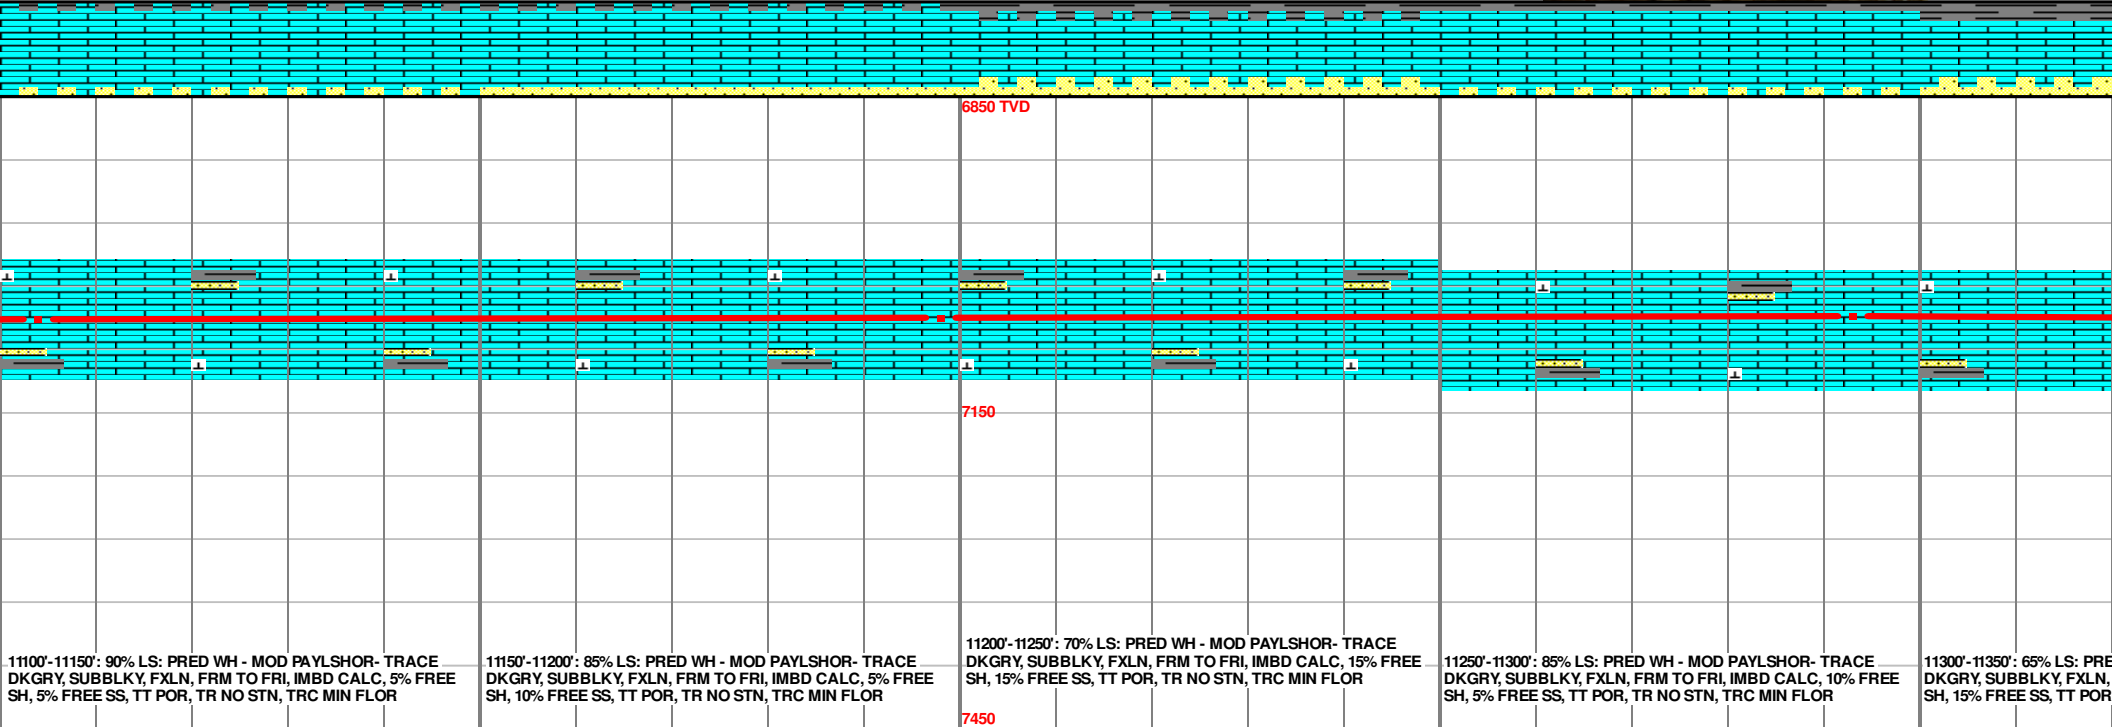 6850 TVD
7150
11100'-11150': 90% LS: PRED WH - MOD PAYLSHOR- TRACE
DKGRY, SUBBLKY, FXLN, FRM TO FRI, IMBD CALC, 5% FREE
SH, 5% FREE SS, TT POR, TR NO STN, TRC MIN FLOR
11150'-11200': 85% LS: PRED WH - MOD PAYLSHOR- TRACE
DKGRY, SUBBLKY, FXLN, FRM TO FRI, IMBD CALC, 5% FREE
SH, 10% FREE SS, TT POR, TR NO STN, TRC MIN FLOR
11200'-11250': 70% LS: PRED WH - MOD PAYLSHOR- TRACE
DKGRY, SUBBLKY, FXLN, FRM TO FRI, IMBD CALC, 15% FREE
SH, 15% FREE SS, TT POR, TR NO STN, TRC MIN FLOR
11250'-11300': 85% LS: PRED WH - MOD PAYLSHOR- TRACE
DKGRY, SUBBLKY, FXLN, FRM TO FRI, IMBD CALC, 10% FREE
SH, 5% FREE SS, TT POR, TR NO STN, TRC MIN FLOR
11300'-11350': 65% LS: PRE
DKGRY, SUBBLKY, FXLN,
SH, 15% FREE SS, TT POR
7450